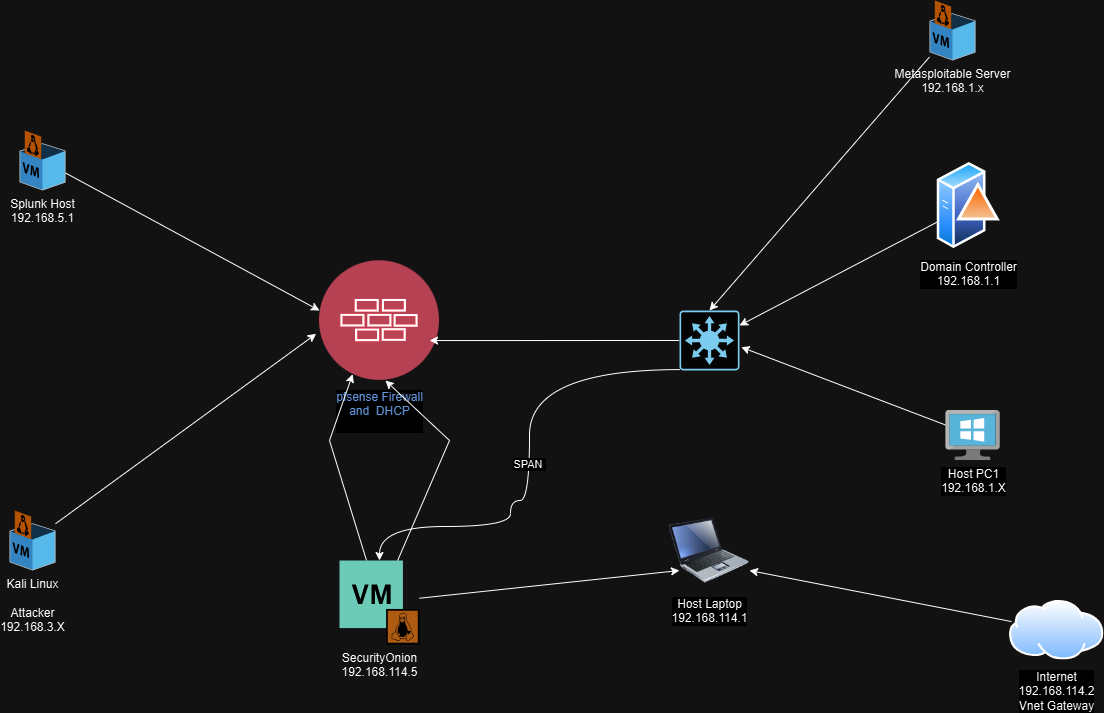 VM
Metasploitable Server
192.168.1.x
VM
Splunk Host
192.168.5.1
Domain Controller
192.168.1.1
pfsense Firewall
and DHCP
SPAN
Host PC1
192.168.1.X
VM
Kali Linux
Attacker
192.168.3.X
VM
SecurityOnion
192.168.114.5
Host Laptop
192.168.114.1
Internet
192.168.114.2
Vnet Gateway